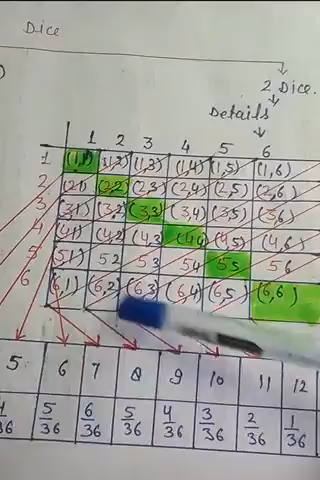 Dice
2 Dice.
Details
1 2 3 4 5 6
1 (1,1) (1,2) (1,3) (1,4) (1,5) (1,6)
2 (2,1) (2,2) (2,3) (2,4) (2,5) (2,6)
3 (3,1) (3,2) (3,3) (3,4) (3,5) (3,6)
4 (4,1) (4,2) (4,3) (4,4) (4,5) (4,6)
5 (5,1) 5 2 5 3 5 4 5 5 5 6
6 (6,1) (6,2) (6,3) (6,4) (6,5) (6,6)
5 6 7 8 9 10 11 12
4/36 5/36 6/36 5/36 4/36 3/36 2/36 1/36